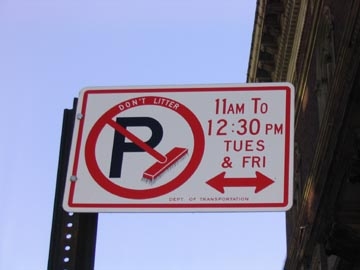 DON'T LITTER
P
11AM TO
12:30 PM
TUES
& FRI
DEPT. OF TRANSPORTATION